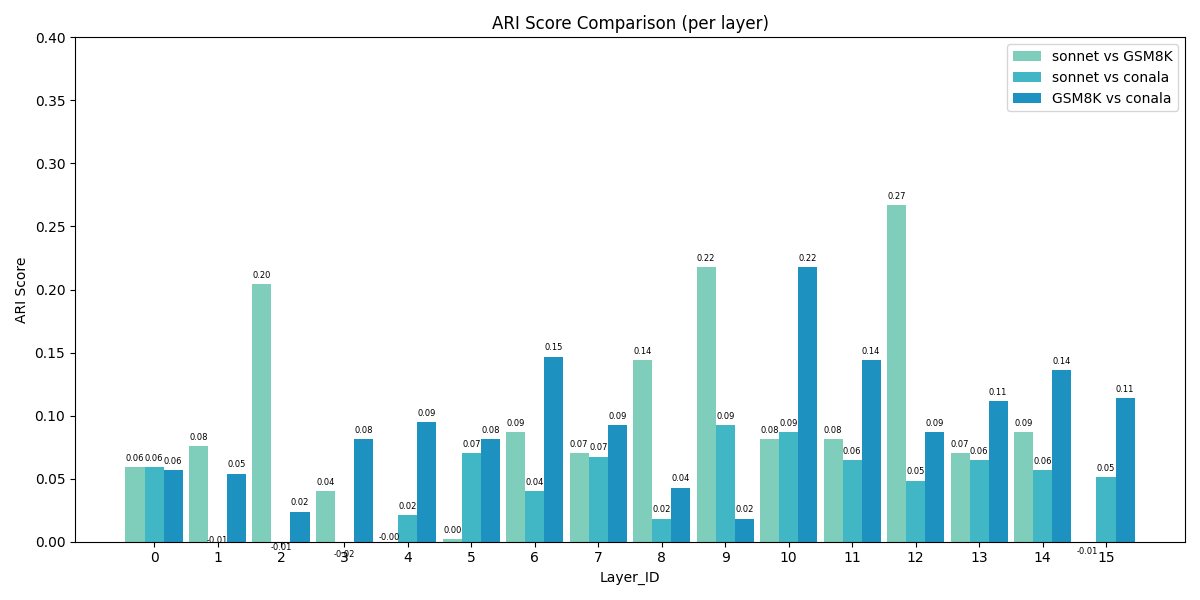 ARI Score Comparison (per layer)
sonnet vs GSM8K
sonnet vs conala
GSM8K vs conala
ARI Score
0.40
0.35
0.30
0.25
0.20
0.15
0.10
0.05
0.00
0.06 0.06 0.06
0.08 -0.01 0.05
0.20 -0.01 0.02
0.04 -0.02 0.08
-0.00 0.02 0.09
0.00 0.07 0.08
0.09 0.04 0.15
0.07 0.07 0.09
0.14 0.02 0.04
0.22 0.09 0.02
0.08 0.09 0.22
0.08 0.06 0.14
0.27 0.05 0.09
0.07 0.06 0.11
0.09 0.06 0.14
-0.01 0.05 0.11
0 1 2 3 4 5 6 7 8 9 10 11 12 13 14 15
Layer_ID